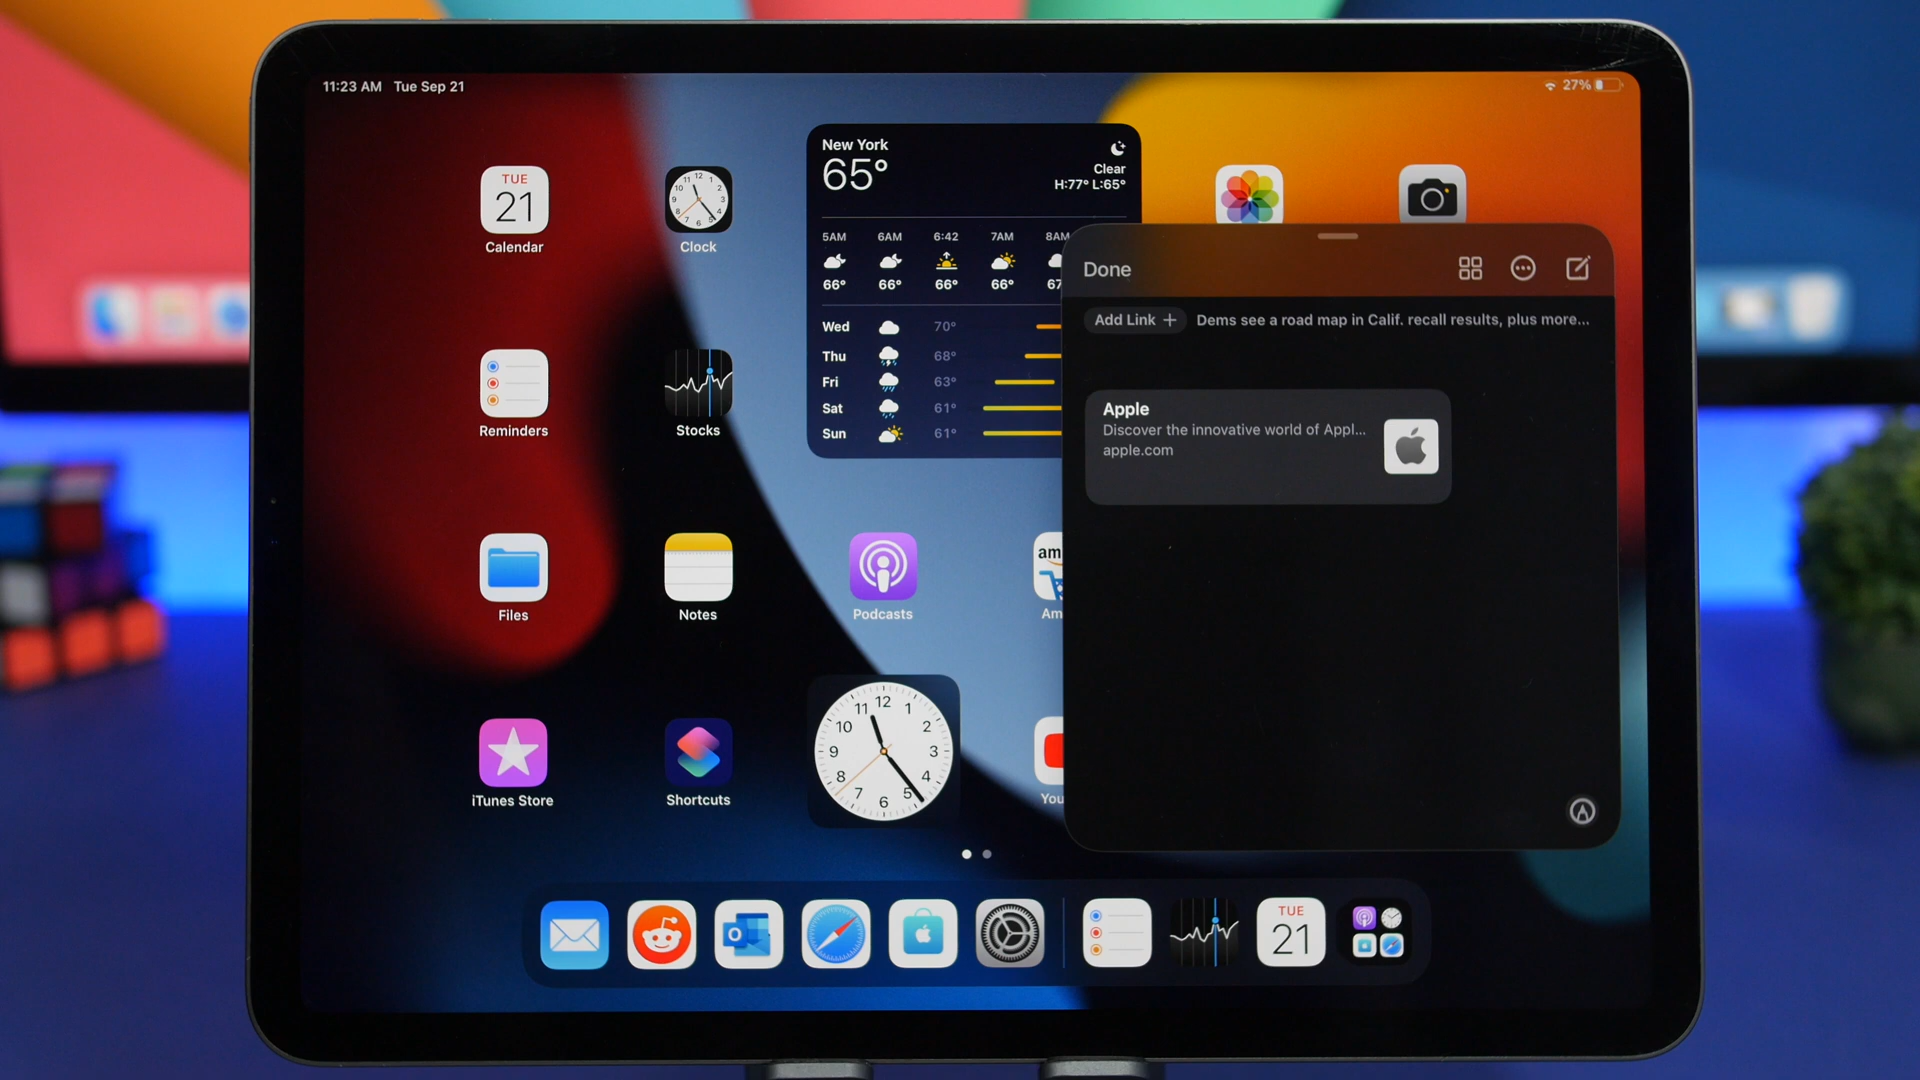 11:23 AM Tue Sep 21
27%
TUE
21
Calendar
Clock
New York
65°
Clear
H:77° L:65°
5AM 6AM 6:42 7AM 8AM
66° 66° 66° 66° 67
Wed 70°
Thu 68°
Fri 63°
Sat 61°
Sun 61°
Done
Add Link +
Dems see a road map in Calif. recall results, plus more...
Apple
Discover the innovative world of Appl...
apple.com
Reminders
Stocks
Files
Notes
Podcasts
am
Am
iTunes Store
Shortcuts
12 1 2 3 4 5 6 7 8 9 10 11
You
O
TUE
21